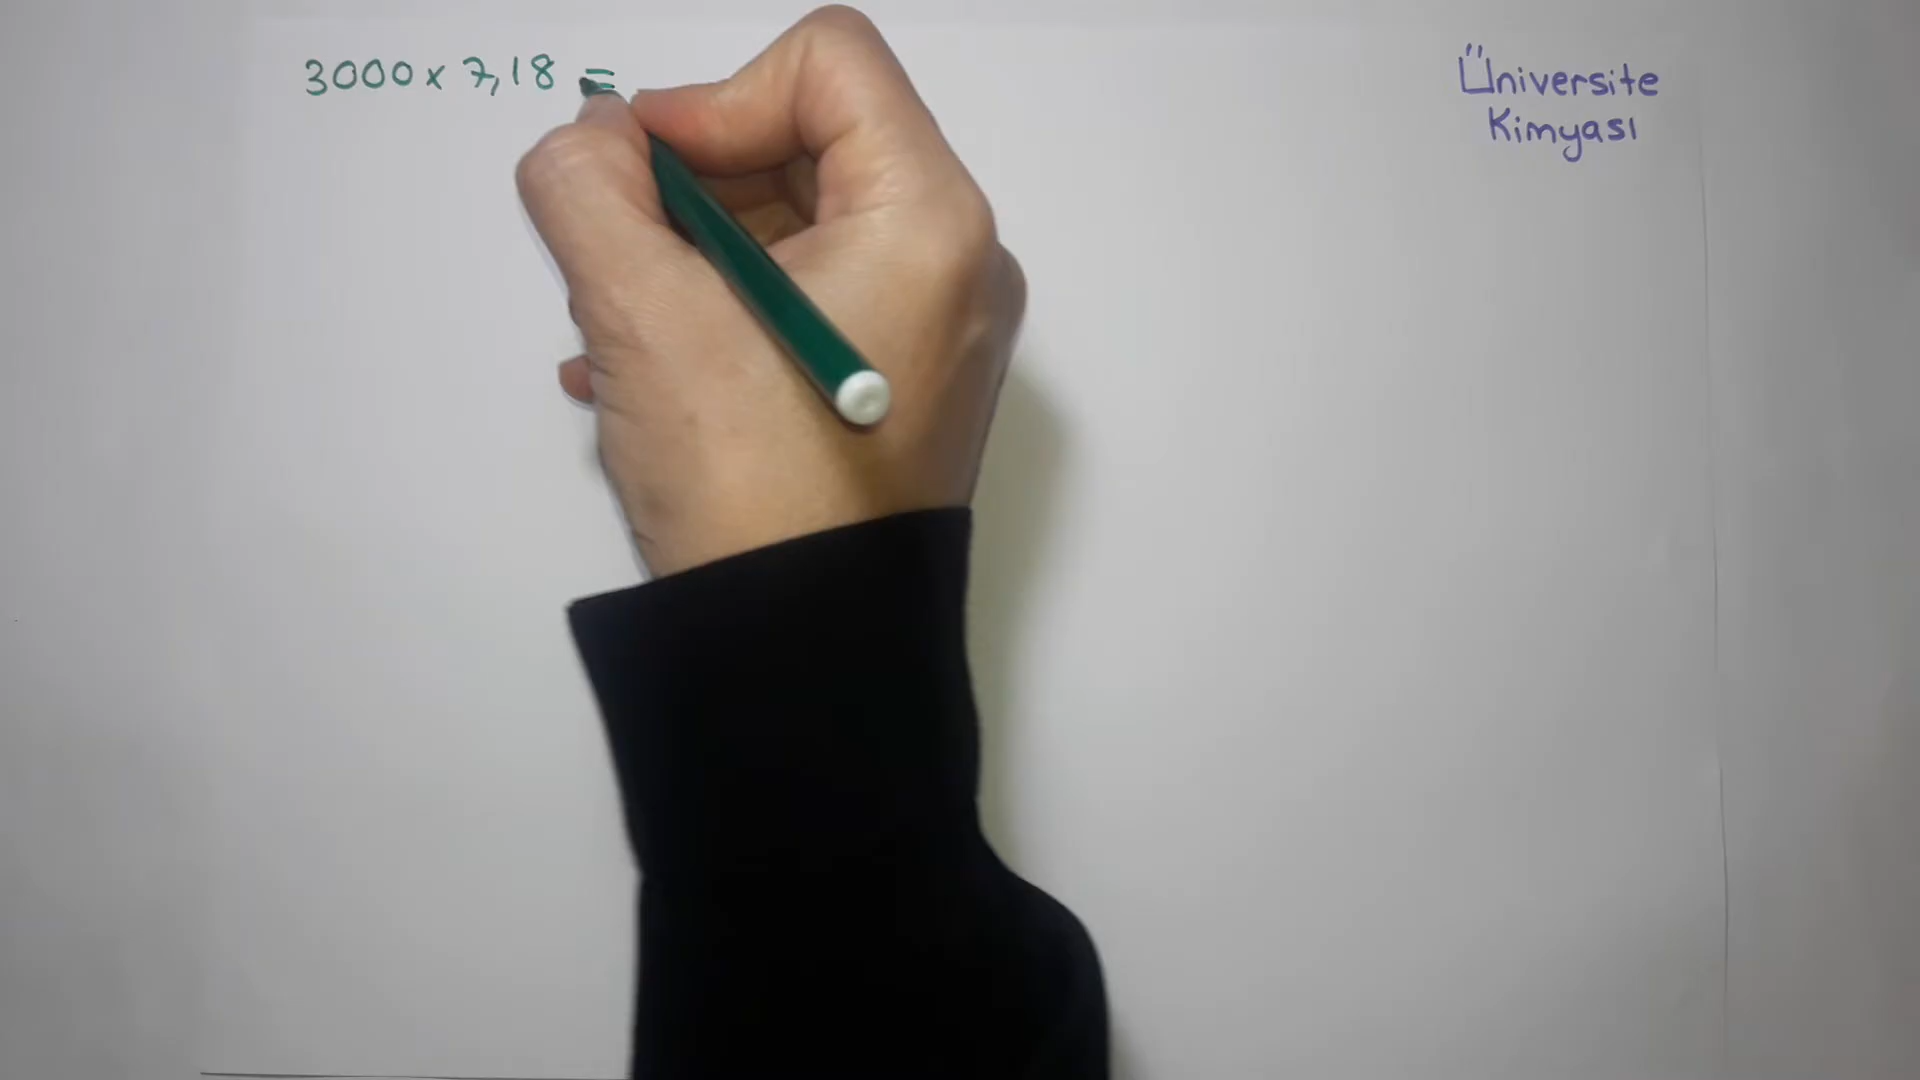 3000 x 7,18 =
Üniversite
Kimyası